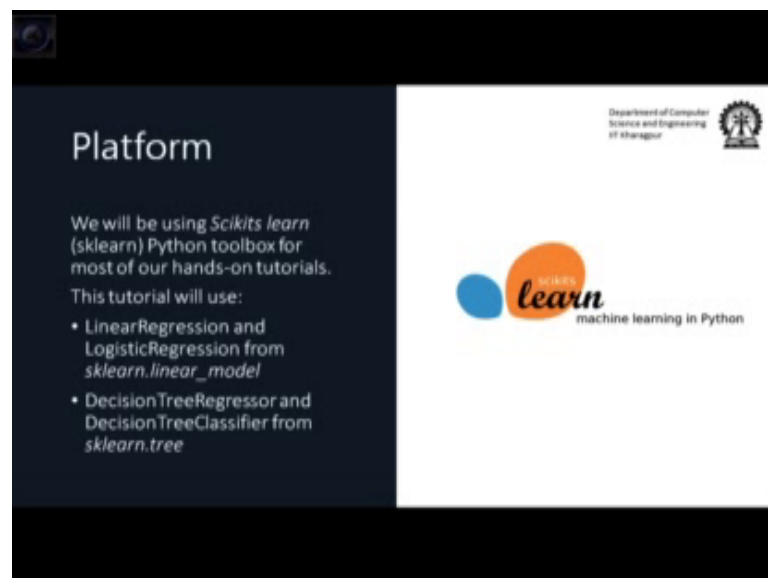 Platform
We will be using Scikits learn
(sklearn) Python toolbox for
most of our hands-on tutorials.
This tutorial will use:
• LinearRegression and
LogisticRegression from
sklearn.linear_model
• DecisionTreeRegressor and
DecisionTreeClassifier from
sklearn.tree
Department of Computer
Science and Engineering
IIT Kharagpur
scikits
learn
machine learning in Python